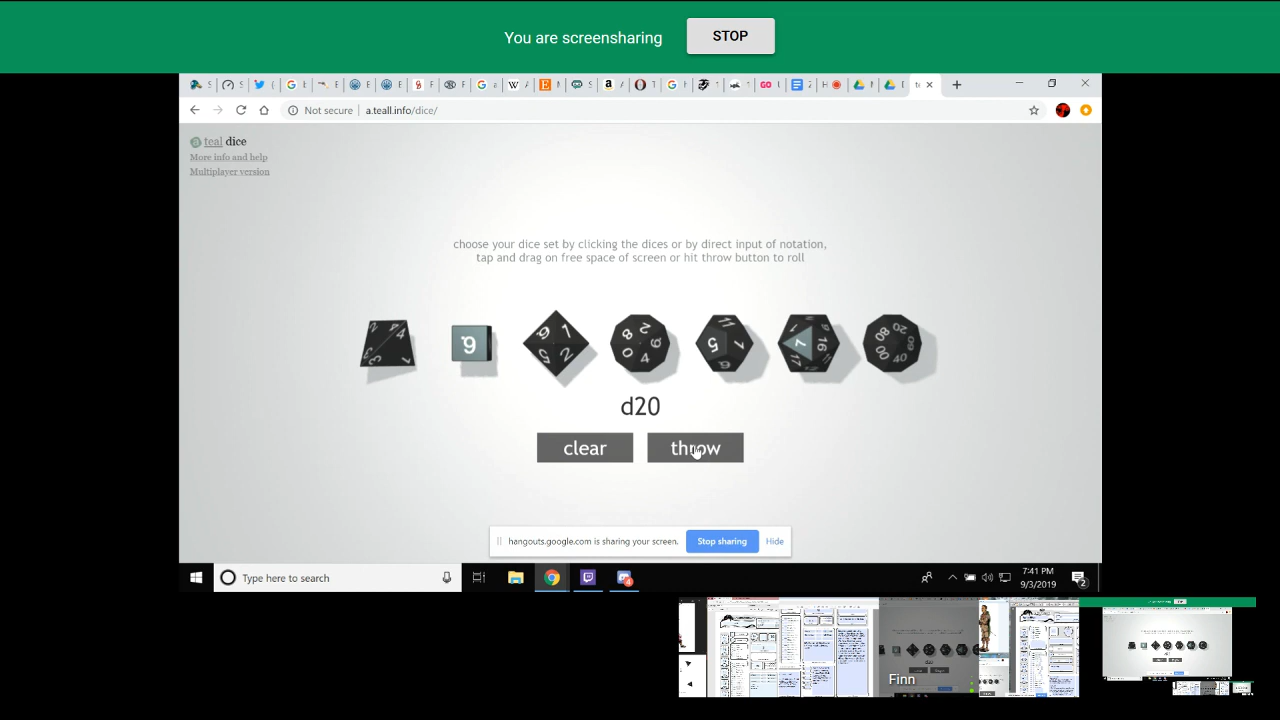 You are screensharing STOP
Not secure a.teall.info/dice/
teal dice
More info and help
Multiplayer version
choose your dice set by clicking the dices or by direct input of notation,
tap and drag on free space of screen or hit throw button to roll
d20
clear throw
hangouts.google.com is sharing your screen. Stop sharing Hide
Type here to search
7:41 PM
9/3/2019
Finn